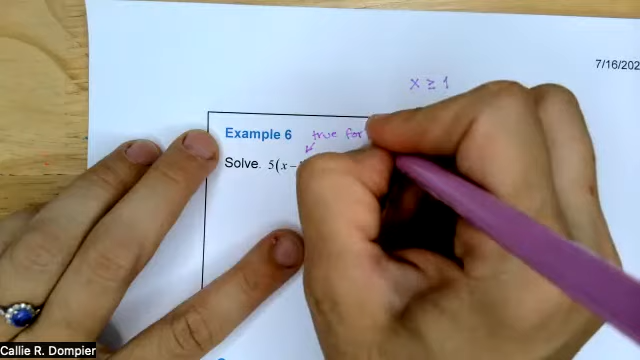 7/16/202
x ≥ 1
Example 6 true for
Solve. 5(x−
Callie R. Dompier